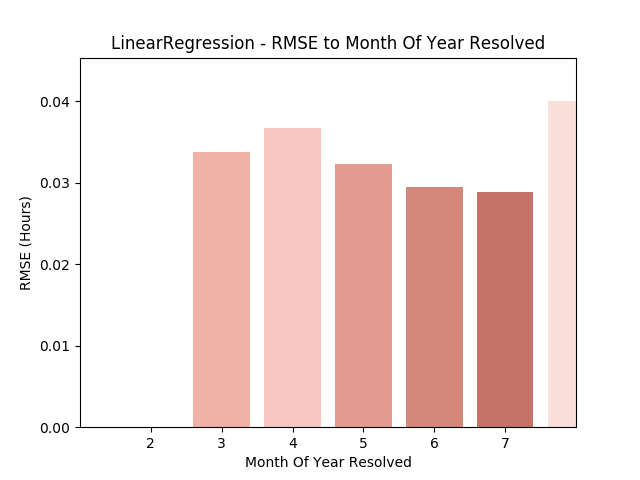 LinearRegression - RMSE to Month Of Year Resolved
0.04
0.03
0.02
0.01
0.00
RMSE (Hours)
2 3 4 5 6 7
Month Of Year Resolved